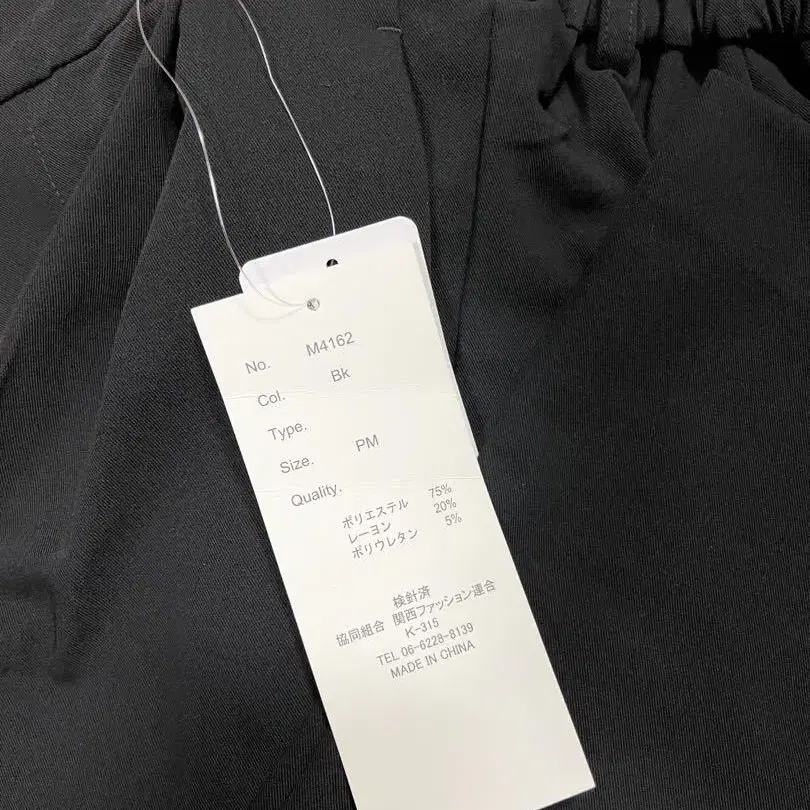 No. M4162
Col. Bk
Type.
Size. PM
Quality.
ポリエステル 75%
レーヨン 20%
ポリウレタン 5%
検針済
協同組合 関西ファッション連合
K-315
TEL 06-6228-8139
MADE IN CHINA